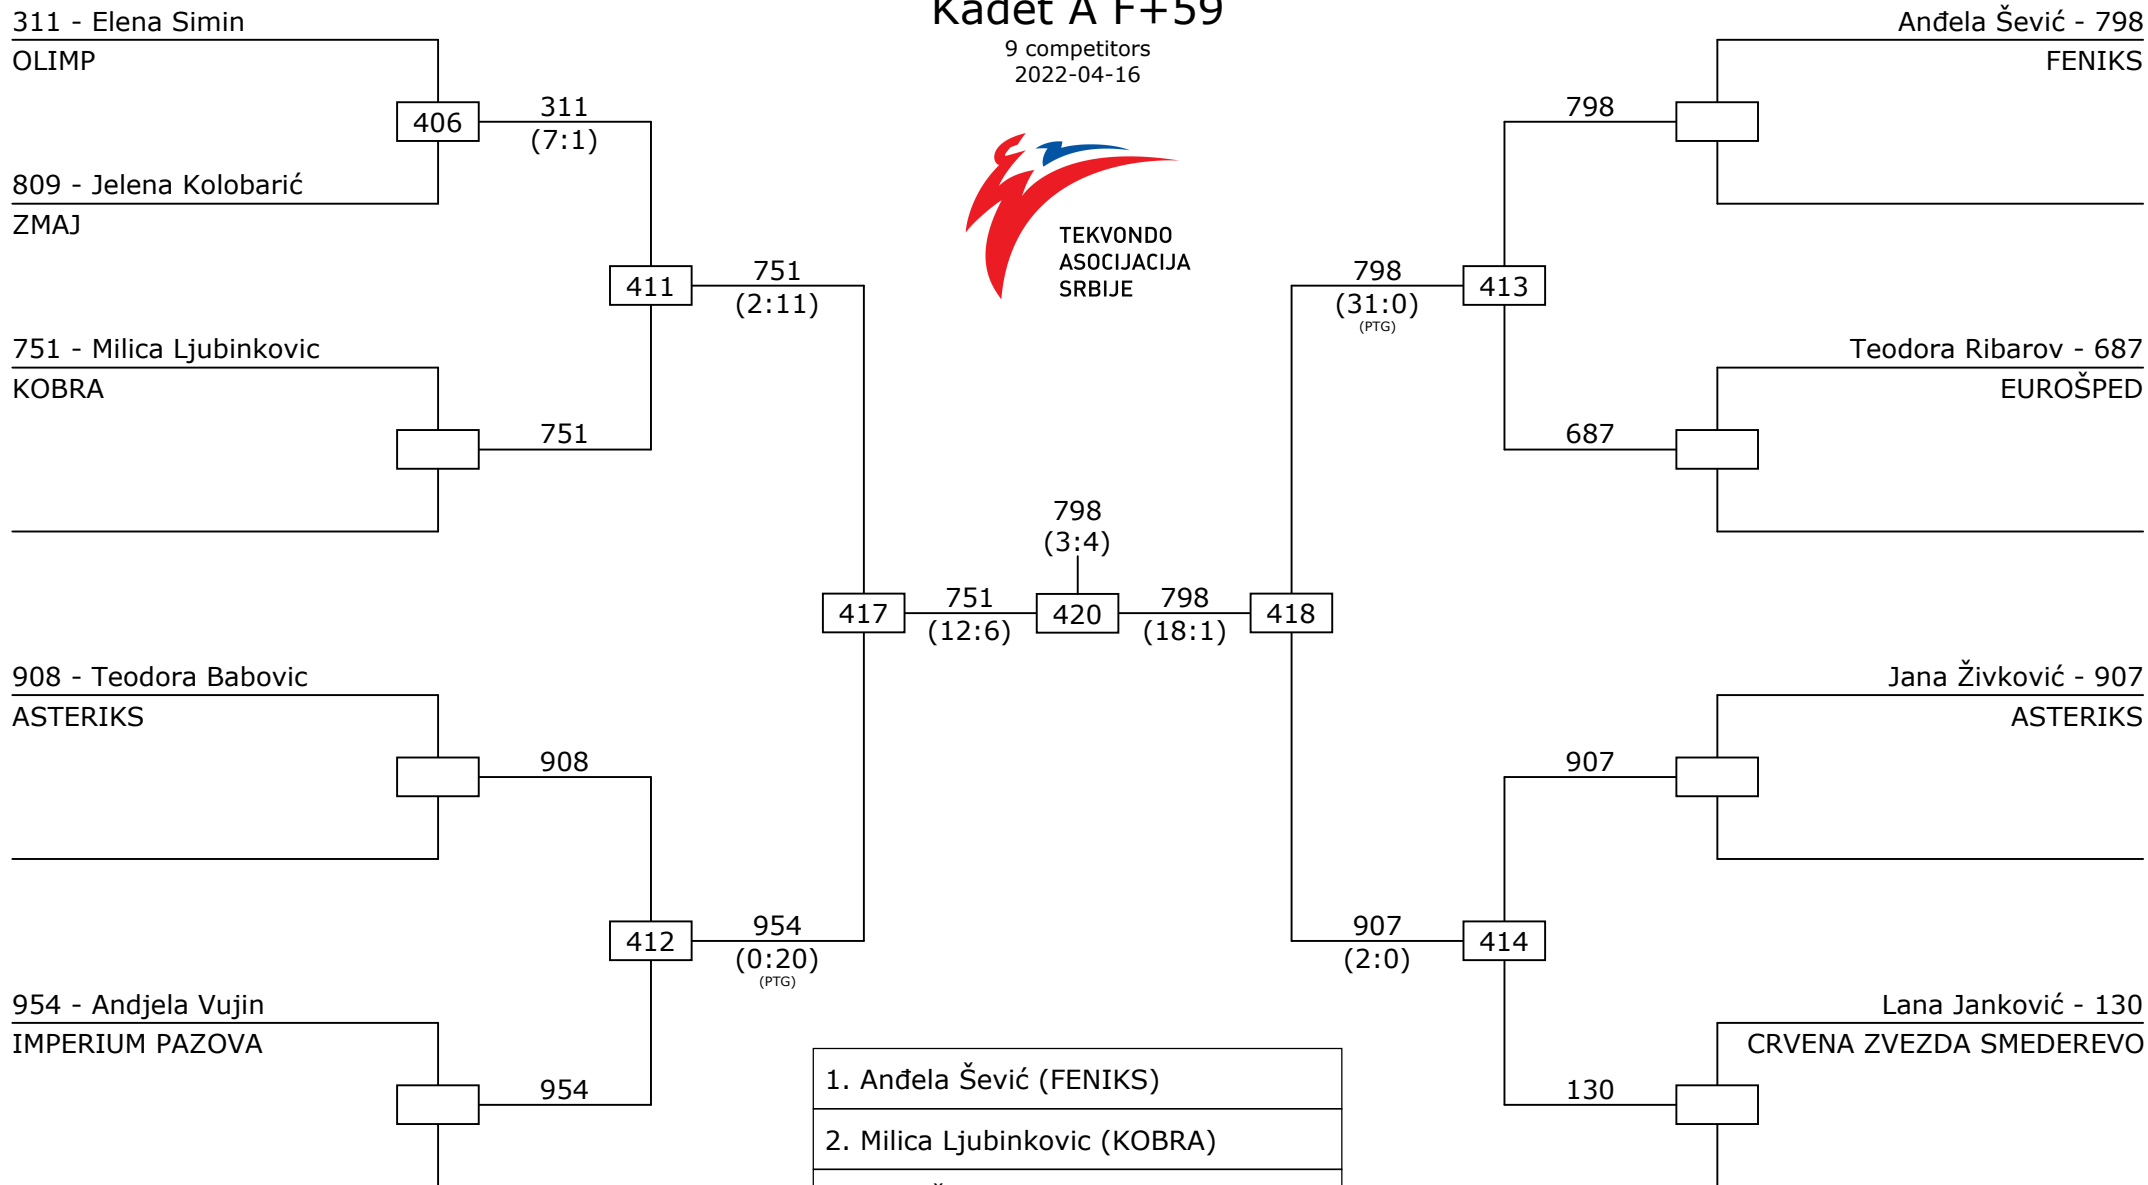 Kadet A F+59
9 competitors
2022-04-16
TEKVONDO
ASOCIJACIJA
SRBIJE
311 - Elena Simin
OLIMP
809 - Jelena Kolobarić
ZMAJ
751 - Milica Ljubinkovic
KOBRA
908 - Teodora Babovic
ASTERIKS
954 - Andjela Vujin
IMPERIUM PAZOVA
406
311
(7:1)
751
908
954
411
751
(2:11)
412
954
(0:20)
(PTG)
417
751
(12:6)
798
(3:4)
420
798
(18:1)
418
798
(31:0)
(PTG)
413
907
(2:0)
414
798
687
907
130
Anđela Šević - 798
FENIKS
Teodora Ribarov - 687
EUROŠPED
Jana Živković - 907
ASTERIKS
Lana Janković - 130
CRVENA ZVEZDA SMEDEREVO
1. Anđela Šević (FENIKS)
2. Milica Ljubinkovic (KOBRA)